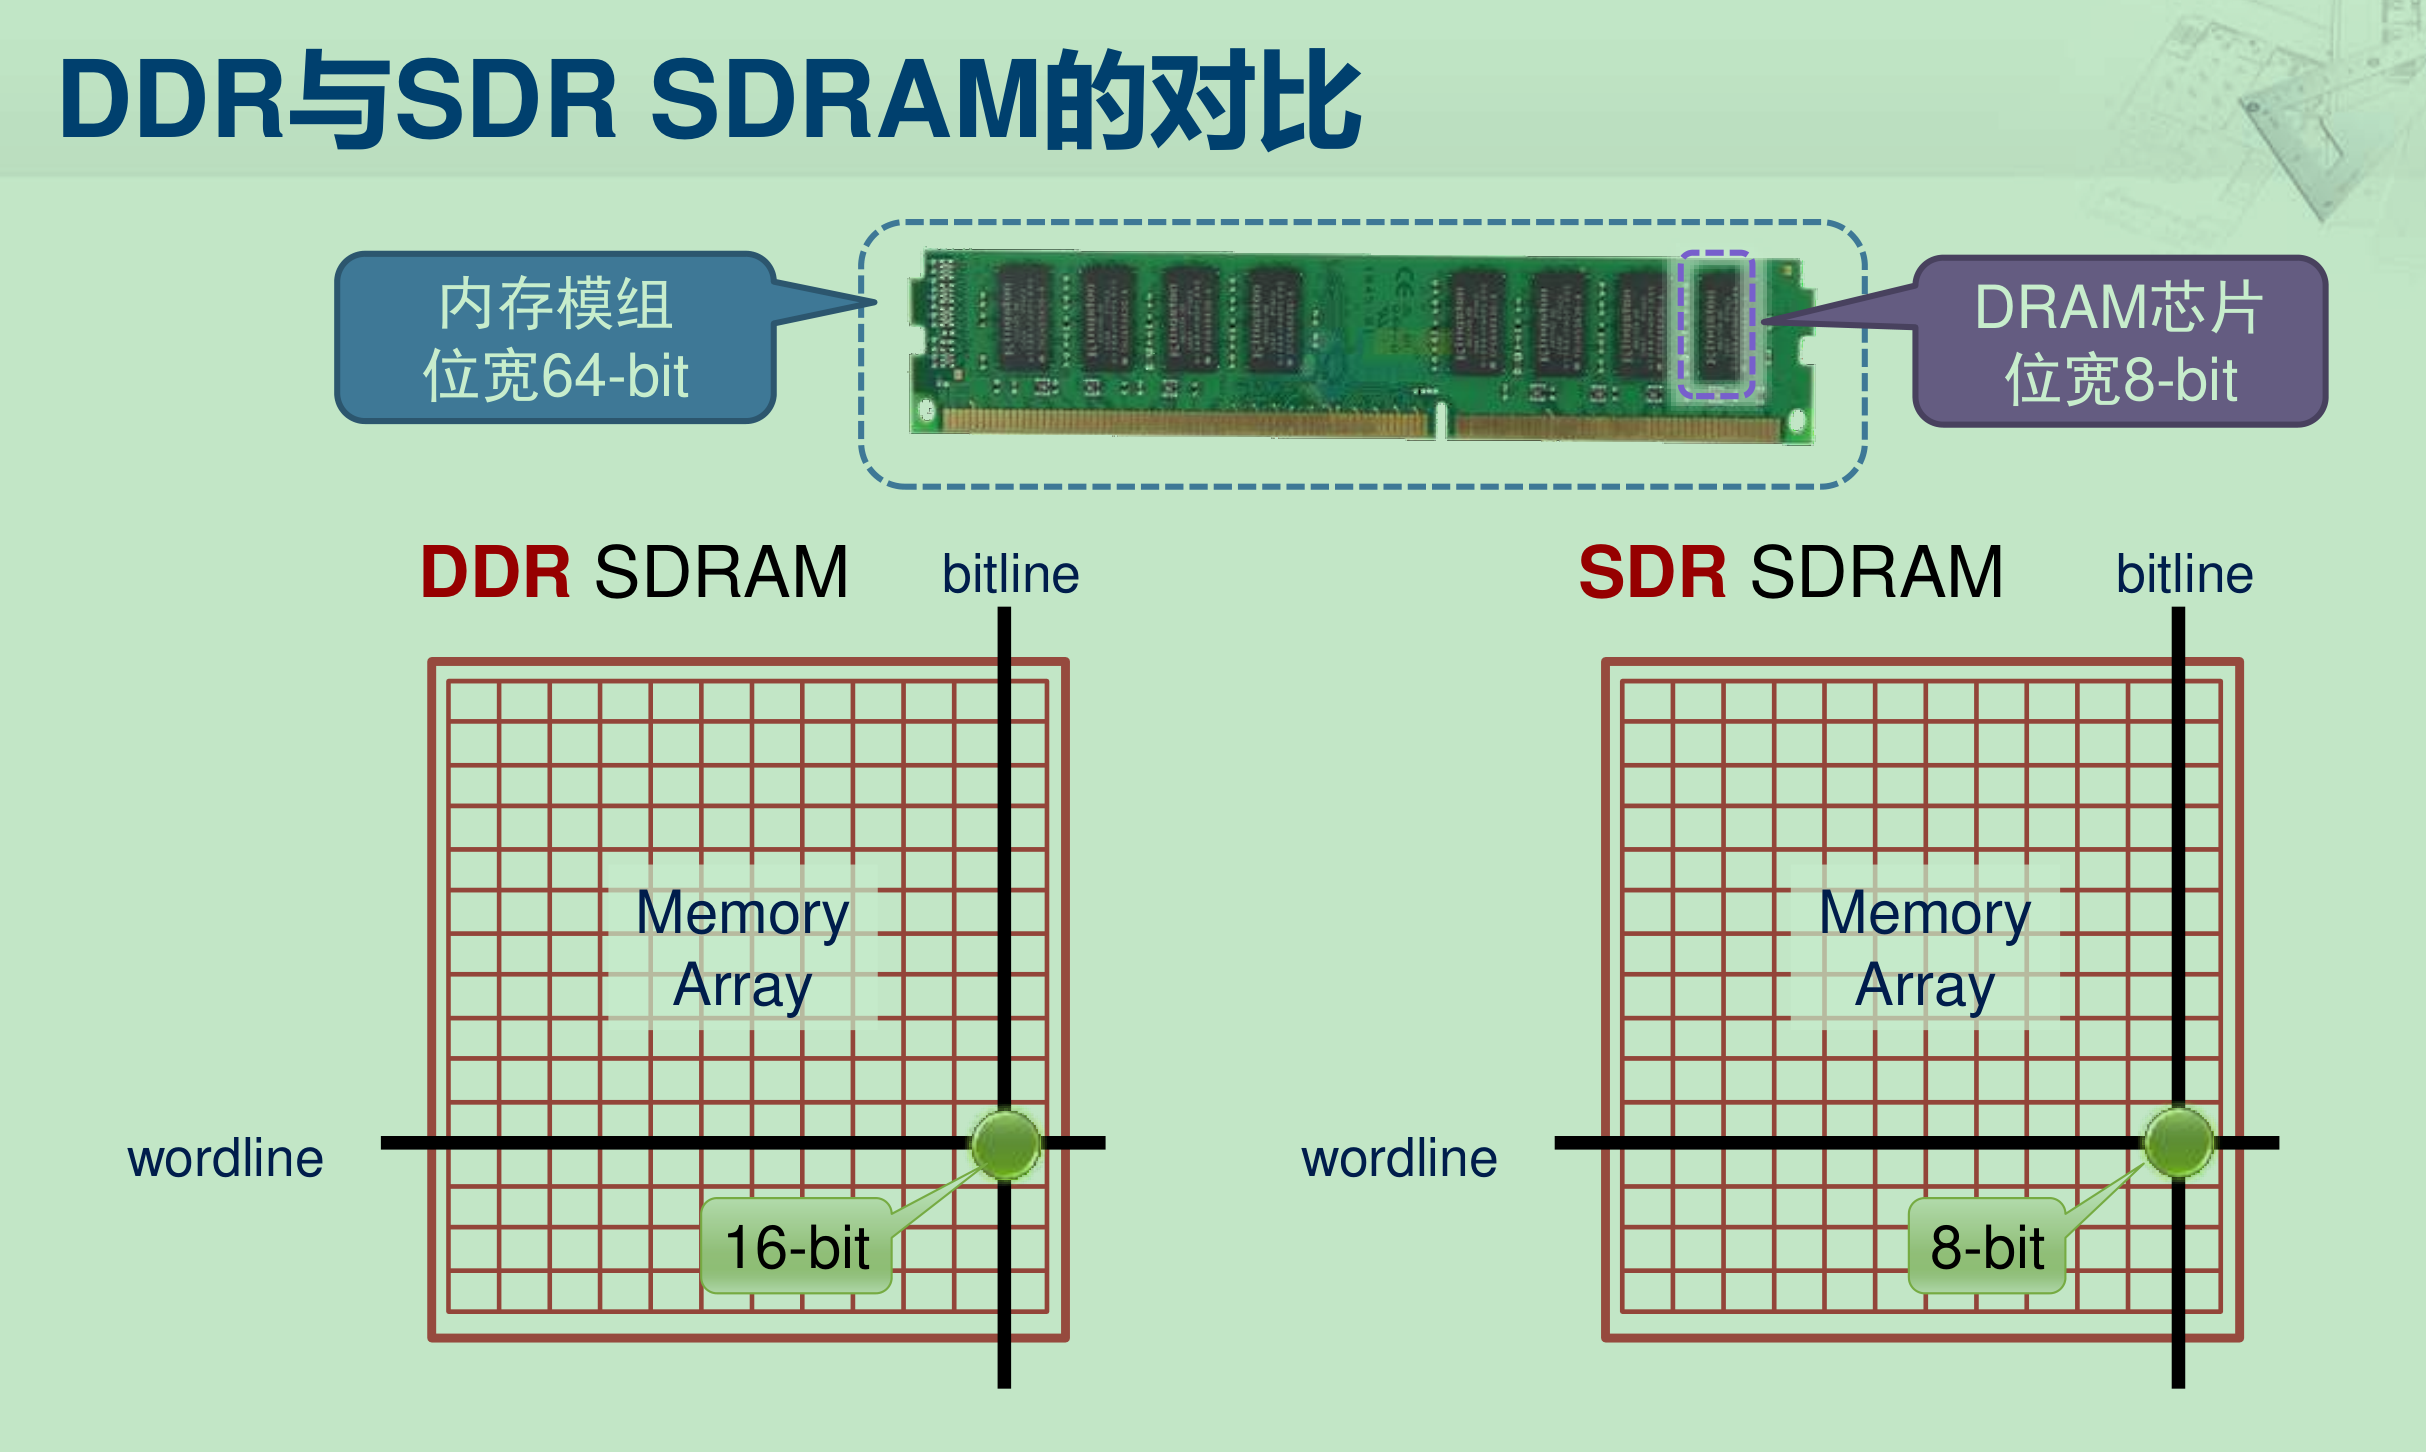 DDR与SDR SDRAM的对比
内存模组
位宽64-bit
DRAM芯片
位宽8-bit
DDR SDRAM
bitline
SDR SDRAM
bitline
Memory
Array
Memory
Array
wordline
wordline
16-bit
8-bit